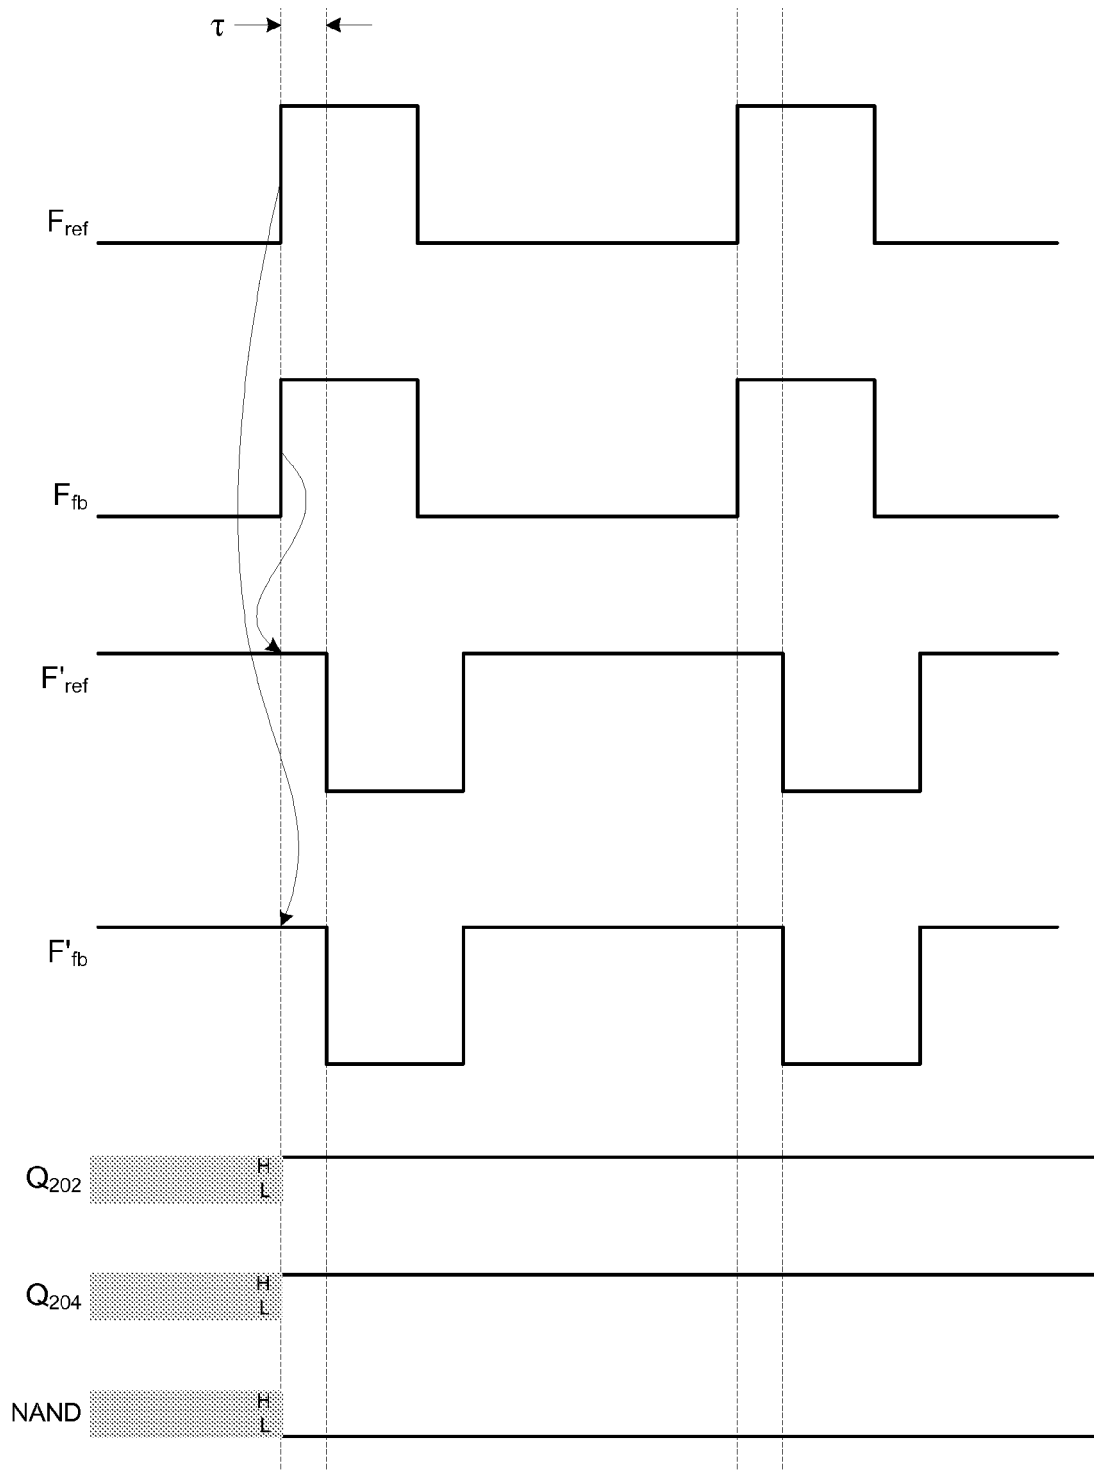 τ
F_ref
F_fb
F'_ref
F'_fb
Q_202
H
L
Q_204
H
L
NAND
H
L